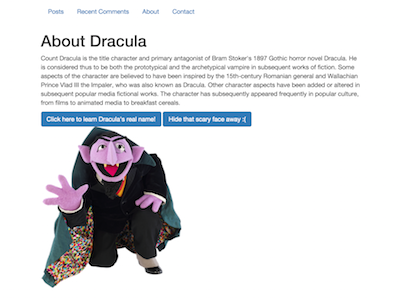 Posts Recent Comments About Contact
About Dracula
Count Dracula is the title character and primary antagonist of Bram Stoker's 1897 Gothic horror novel Dracula. He
is considered thus to be both the prototypical and the archetypical vampire in subsequent works of fiction. Some
aspects of the character are believed to have been inspired by the 15th-century Romanian general and Wallachian
Prince Vlad III the Impaler, who was also known as Dracula. Other character aspects have been added or altered in
subsequent popular media fictional works. The character has subsequently appeared frequently in popular culture,
from films to animated media to breakfast cereals.
Click here to learn Dracula's real name! Hide that scary face away :(